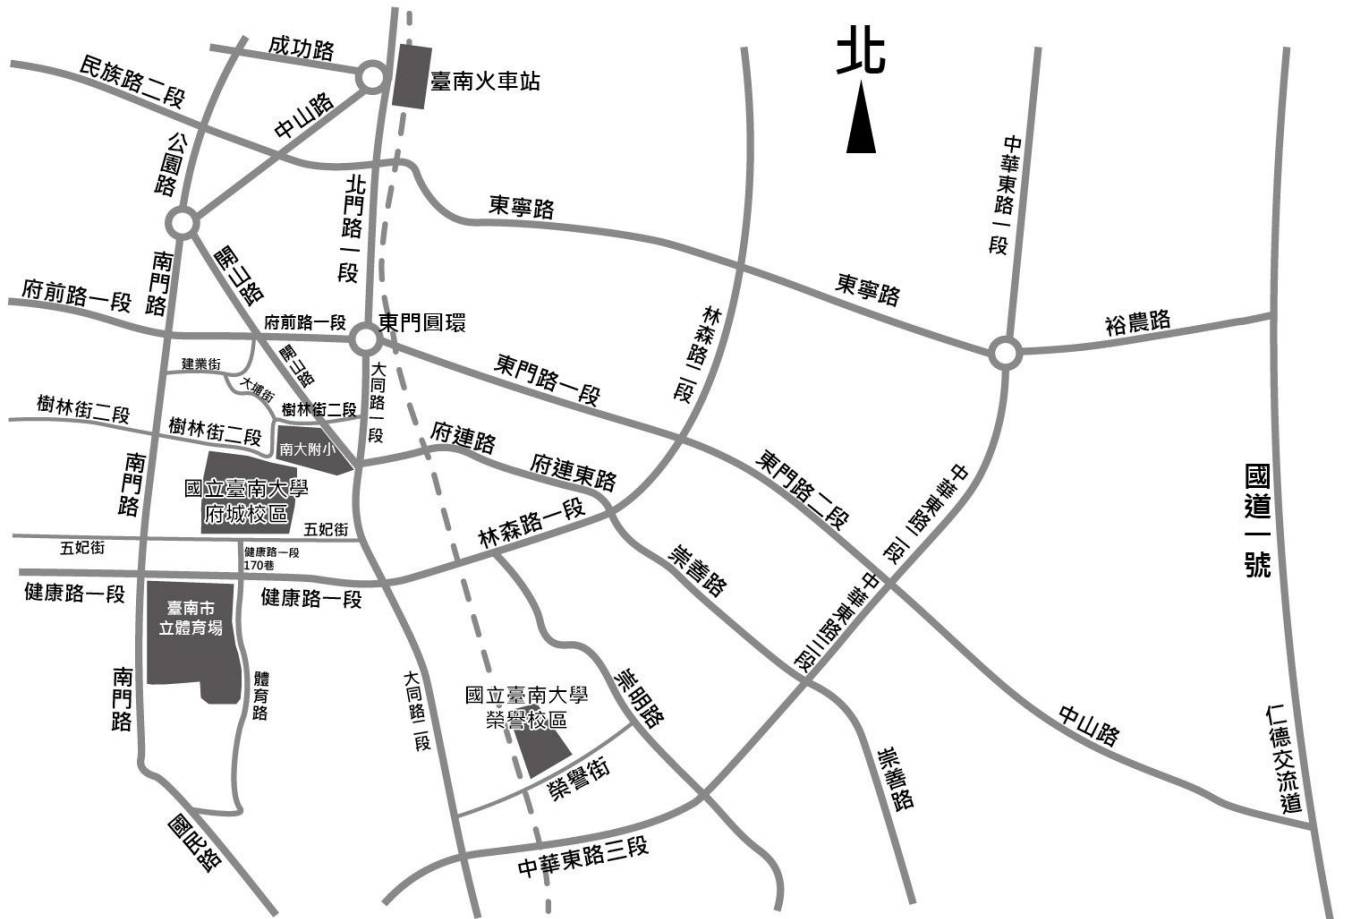 成功路
北
臺南火車站
民族路二段
中山路
公園路
中華東路一段
北門路一段
東寧路
南門路
開山路
東寧路
府前路一段
府前路一段
東門圓環
林森路二段
裕農路
建業街
開山路
大同路一段
東門路一段
大埔街
樹林街二段
樹林街二段
樹林街二段
南大附小
府連路
府連東路
東門路二段
中華東路二段
南門路
國立臺南大學
府城校區
國道一號
林森路一段
五妃街
五妃街
健康路一段
170巷
崇善路
中華東路三段
健康路一段
健康路一段
臺南市
立體育場
南門路
體育路
大同路二段
國立臺南大學
榮譽校區
崇明路
中山路
仁德交流道
崇善路
榮譽街
國民路
中華東路三段